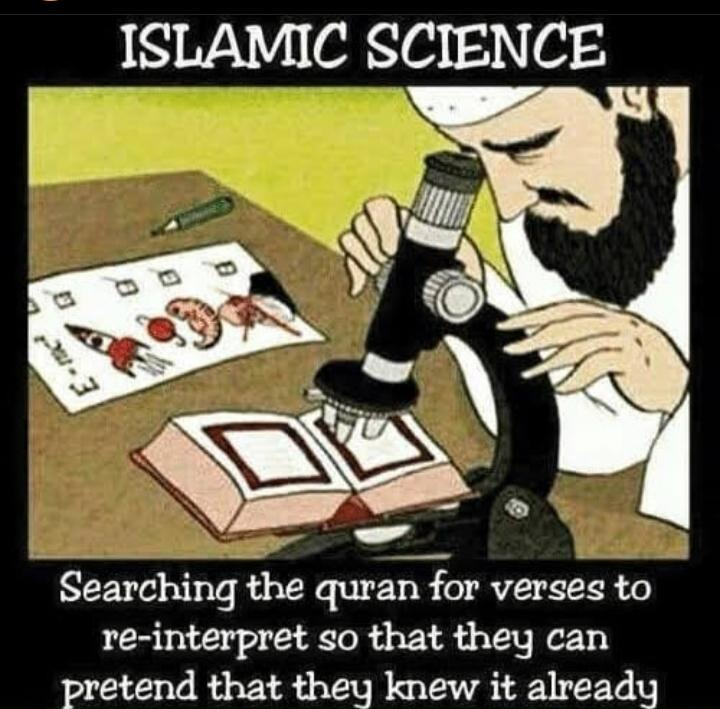 ISLAMIC SCIENCE
E=mc²
Searching the quran for verses to
re-interpret so that they can
pretend that they knew it already